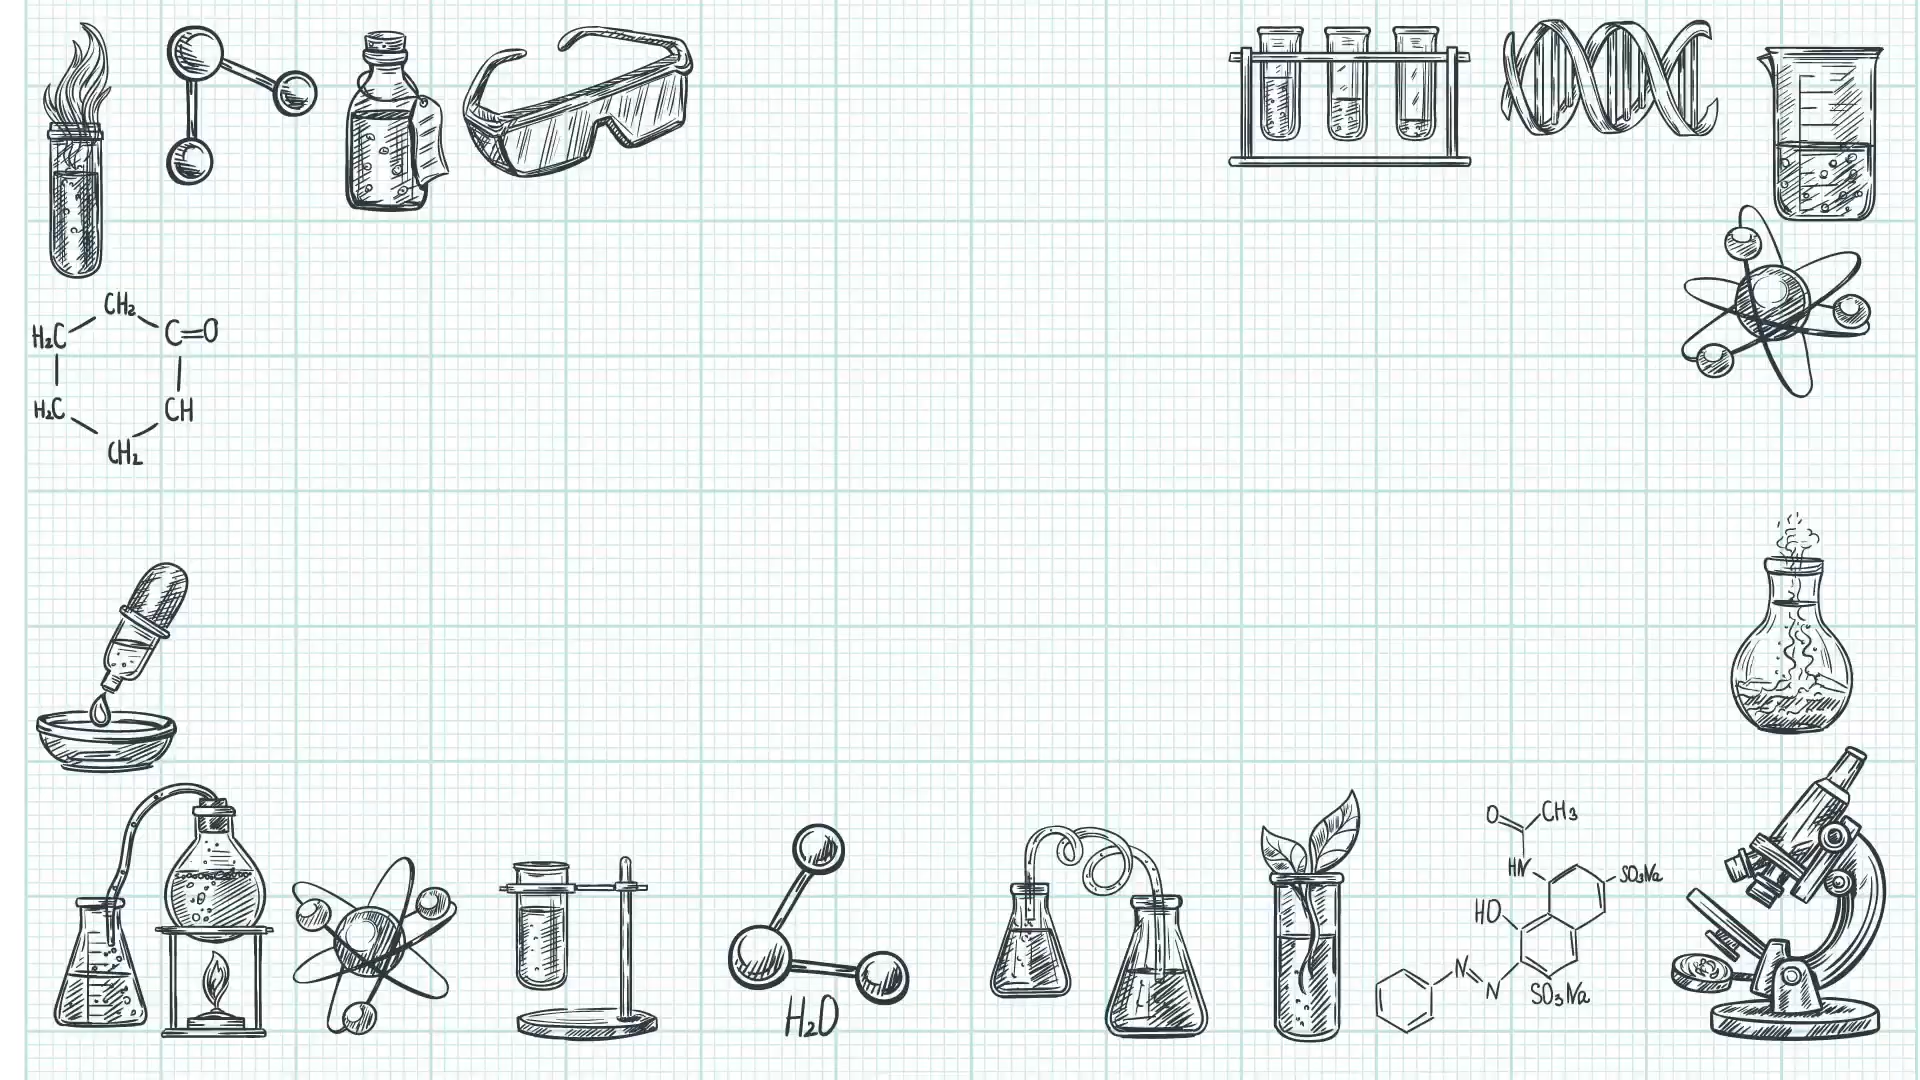 CH₂
H₂C C=O
H₂C CH
CH₂
O CH₃
HN SO₃Na
HO
N
N SO₃Na
H₂O